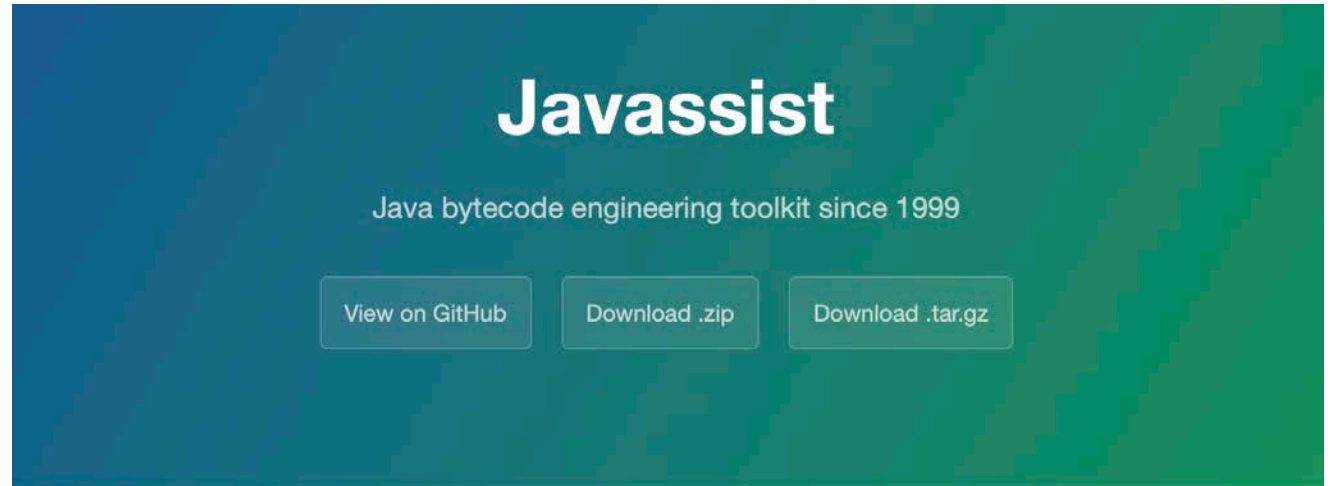 Javassist
Java bytecode engineering toolkit since 1999
View on GitHub Download .zip Download .tar.gz